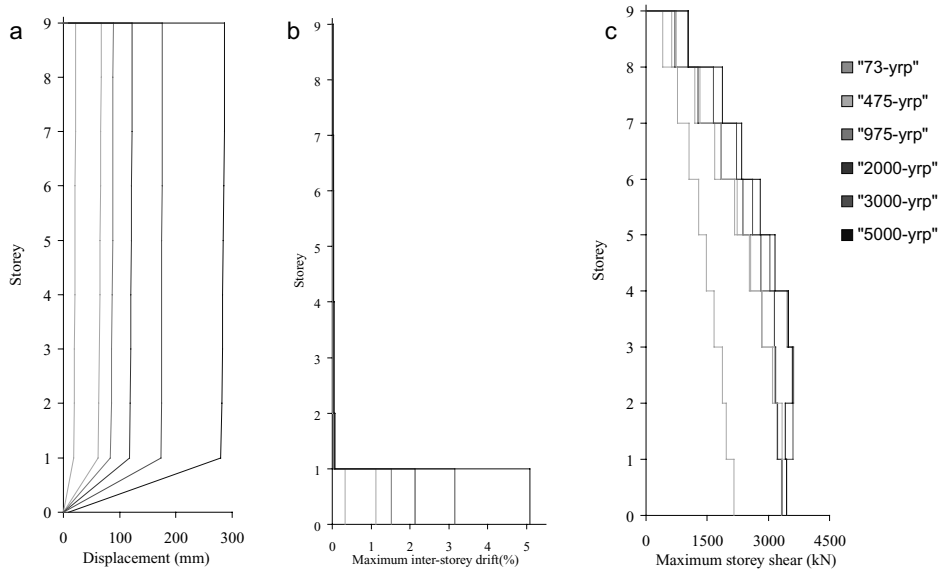 a
9
8
7
6
5
4
3
2
1
0
Storey
0 100 200 300
Displacement (mm)
b
9
8
7
6
5
4
3
2
1
0
Storey
0 1 2 3 4 5
Maximum inter-storey drift(%)
c
9
8
7
6
5
4
3
2
1
0
Storey
0 1500 3000 4500
Maximum storey shear (kN)
"73-yrp"
"475-yrp"
"975-yrp"
"2000-yrp"
"3000-yrp"
"5000-yrp"